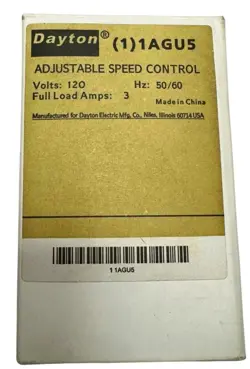 Dayton® (1)1AGU5
ADJUSTABLE SPEED CONTROL
Volts: 120 Hz: 50/60
Full Load Amps: 3
Made in China
Manufactured for Dayton Electric Mfg. Co., Niles, Illinois 60714 USA
1 1AGU5